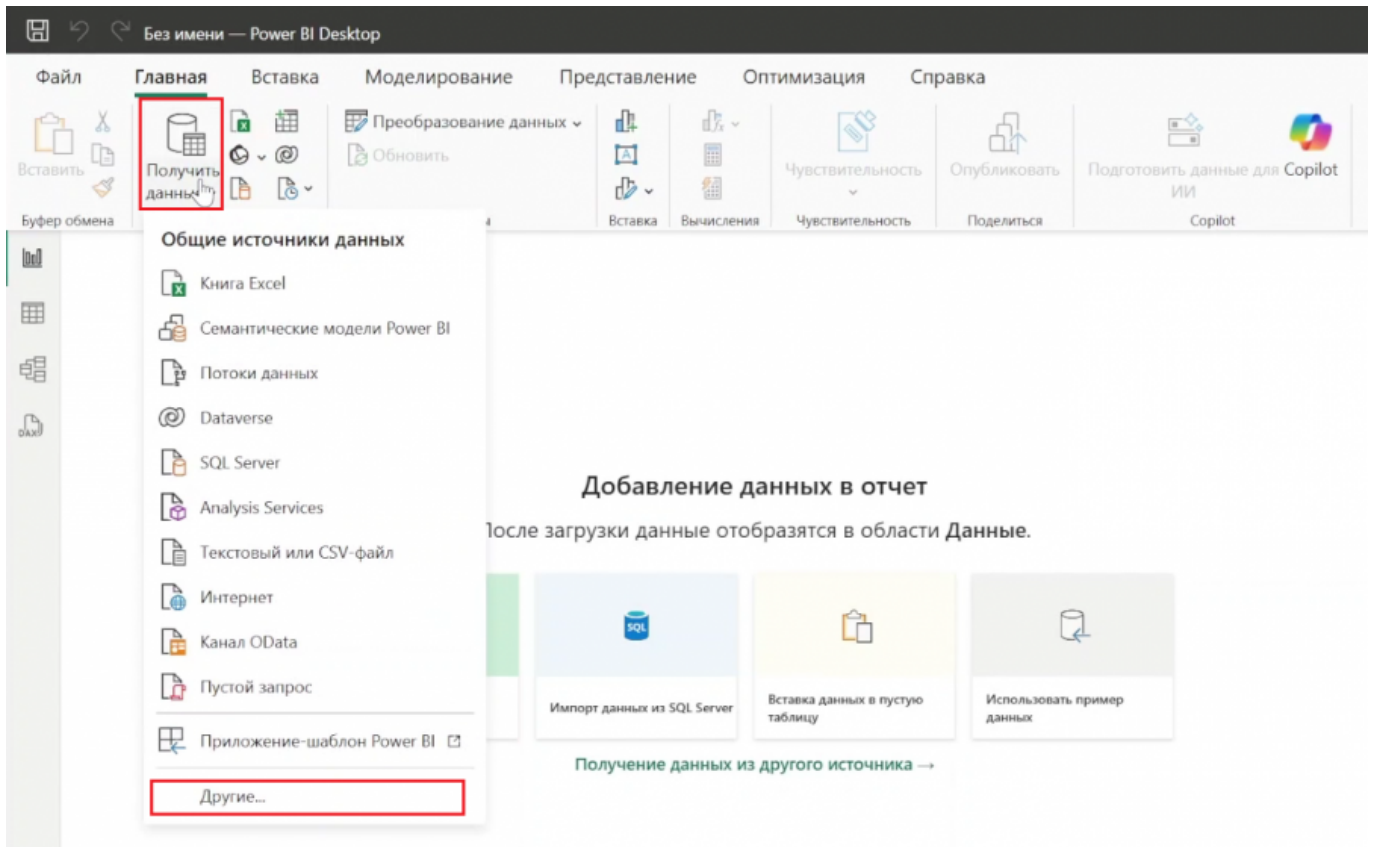 Без имени — Power BI Desktop
Файл Главная Вставка Моделирование Представление Оптимизация Справка
Вставить
Получить
данные
Преобразование данных
Обновить
Чувствительность
Опубликовать
Подготовить данные для
ИИ
Copilot
Буфер обмена Вставка Вычисления Чувствительность Поделиться Copilot
Общие источники данных
Книга Excel
Семантические модели Power BI
Потоки данных
Dataverse
SQL Server
Analysis Services
Текстовый или CSV-файл
Интернет
Канал OData
Пустой запрос
Приложение-шаблон Power BI
Другие...
DAX
Добавление данных в отчет
После загрузки данные отобразятся в области Данные.
SQL
Импорт данных из SQL Server
Вставка данных в пустую
таблицу
Использовать пример
данных
Получение данных из другого источника →